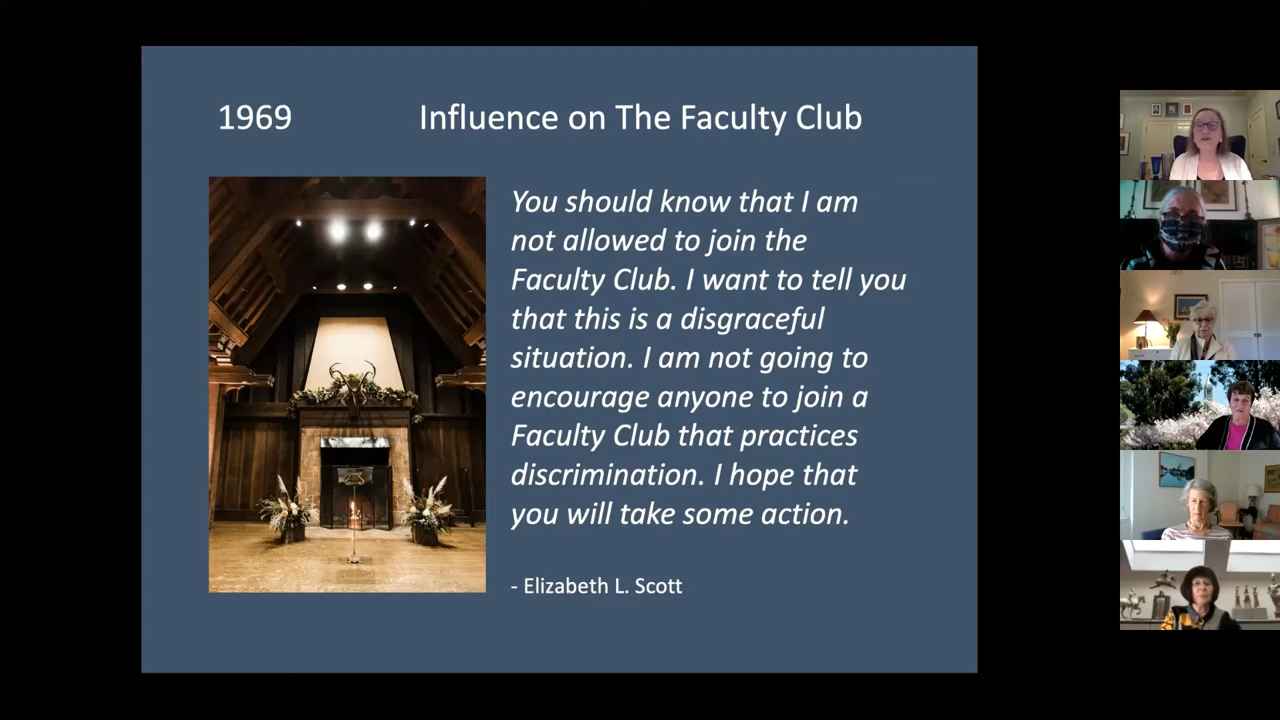 1969
Influence on The Faculty Club
You should know that I am
not allowed to join the
Faculty Club. I want to tell you
that this is a disgraceful
situation. I am not going to
encourage anyone to join a
Faculty Club that practices
discrimination. I hope that
you will take some action.
- Elizabeth L. Scott